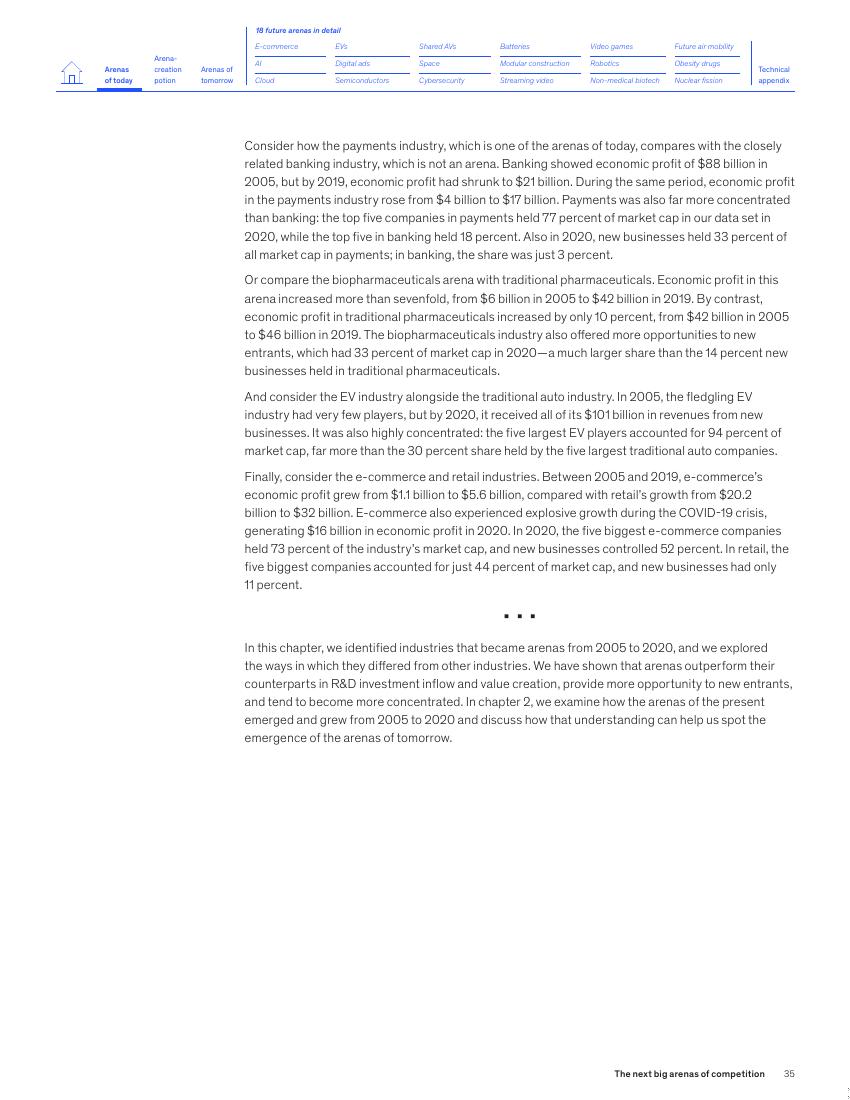 18 future arenas in detail
Arenas of today
Arena-creation potion
Arenas of tomorrow
E-commerce
EVs
Shared AVs
Batteries
Video games
Future air mobility
AI
Digital ads
Space
Modular construction
Robotics
Obesity drugs
Cloud
Semiconductors
Cybersecurity
Streaming video
Non-medical biotech
Nuclear fission
Technical appendix
Consider how the payments industry, which is one of the arenas of today, compares with the closely
related banking industry, which is not an arena. Banking showed economic profit of $88 billion in
2005, but by 2019, economic profit had shrunk to $21 billion. During the same period, economic profit
in the payments industry rose from $4 billion to $17 billion. Payments was also far more concentrated
than banking: the top five companies in payments held 77 percent of market cap in our data set in
2020, while the top five in banking held 18 percent. Also in 2020, new businesses held 33 percent of
all market cap in payments; in banking, the share was just 3 percent.
Or compare the biopharmaceuticals arena with traditional pharmaceuticals. Economic profit in this
arena increased more than sevenfold, from $6 billion in 2005 to $42 billion in 2019. By contrast,
economic profit in traditional pharmaceuticals increased by only 10 percent, from $42 billion in 2005
to $46 billion in 2019. The biopharmaceuticals industry also offered more opportunities to new
entrants, which had 33 percent of market cap in 2020—a much larger share than the 14 percent new
businesses held in traditional pharmaceuticals.
And consider the EV industry alongside the traditional auto industry. In 2005, the fledgling EV
industry had very few players, but by 2020, it received all of its $101 billion in revenues from new
businesses. It was also highly concentrated: the five largest EV players accounted for 94 percent of
market cap, far more than the 30 percent share held by the five largest traditional auto companies.
Finally, consider the e-commerce and retail industries. Between 2005 and 2019, e-commerce's
economic profit grew from $1.1 billion to $5.6 billion, compared with retail's growth from $20.2
billion to $32 billion. E-commerce also experienced explosive growth during the COVID-19 crisis,
generating $16 billion in economic profit in 2020. In 2020, the five biggest e-commerce companies
held 73 percent of the industry's market cap, and new businesses controlled 52 percent. In retail, the
five biggest companies accounted for just 44 percent of market cap, and new businesses had only
11 percent.
In this chapter, we identified industries that became arenas from 2005 to 2020, and we explored
the ways in which they differed from other industries. We have shown that arenas outperform their
counterparts in R&D investment inflow and value creation, provide more opportunity to new entrants,
and tend to become more concentrated. In chapter 2, we examine how the arenas of the present
emerged and grew from 2005 to 2020 and discuss how that understanding can help us spot the
emergence of the arenas of tomorrow.
The next big arenas of competition 35